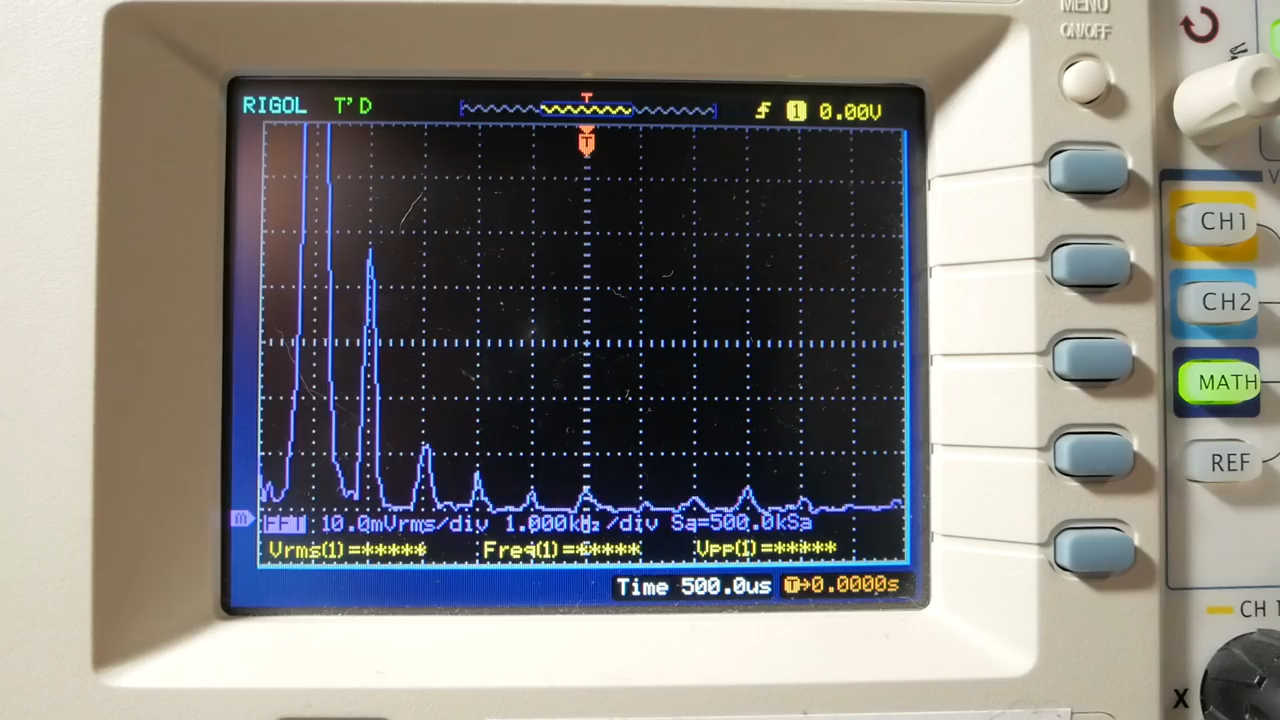 MENU
ON/OFF
RIGOL T'D T 1 0.00V
T
CH1
CH2
MATH
REF
m FFT 10.0mVrms/div 1.000kHz/div Sa=500.0kSa
Vrms(1)=***** Freq(1)=***** Vpp(1)=*****
Time 500.0us T→0.0000s
CH 1
X